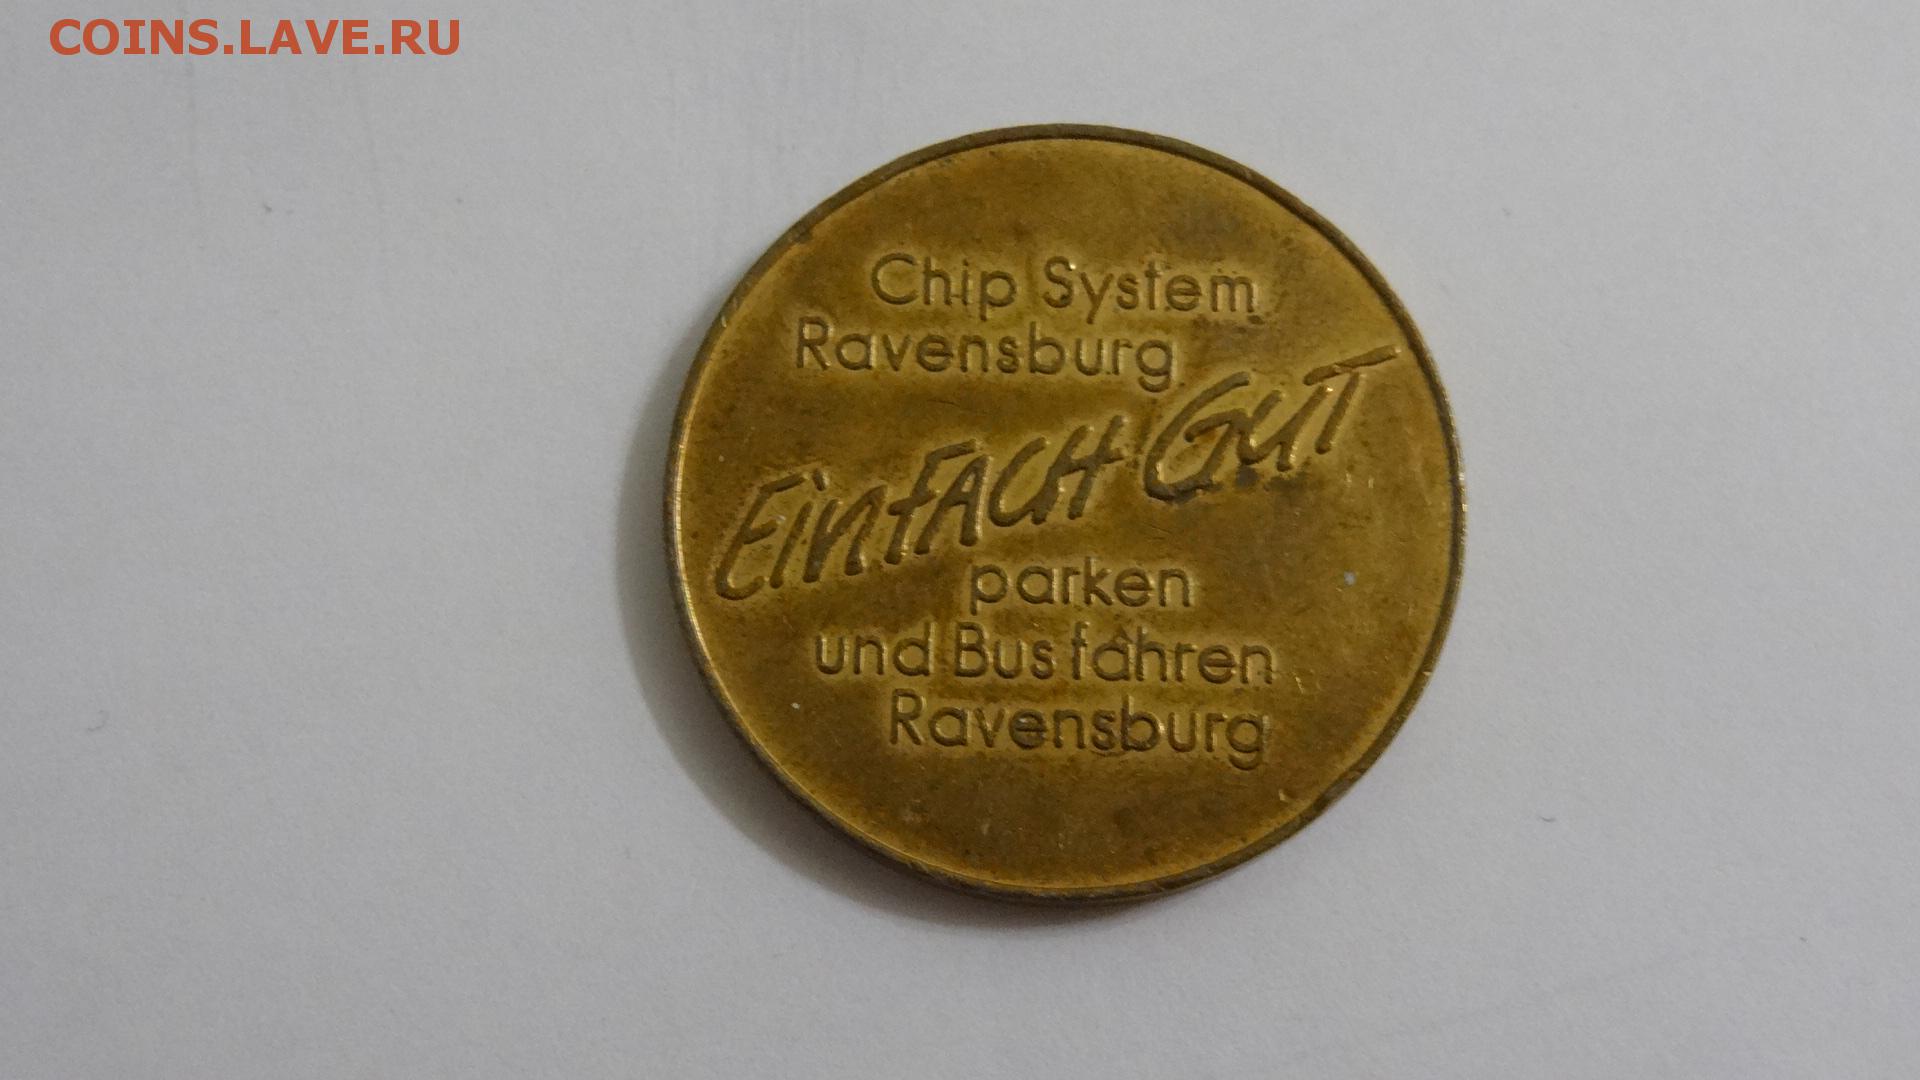 COINS.LAVE.RU
Chip System
Ravensburg
EinFACH GuT
parken
und Bus fahren
Ravensburg